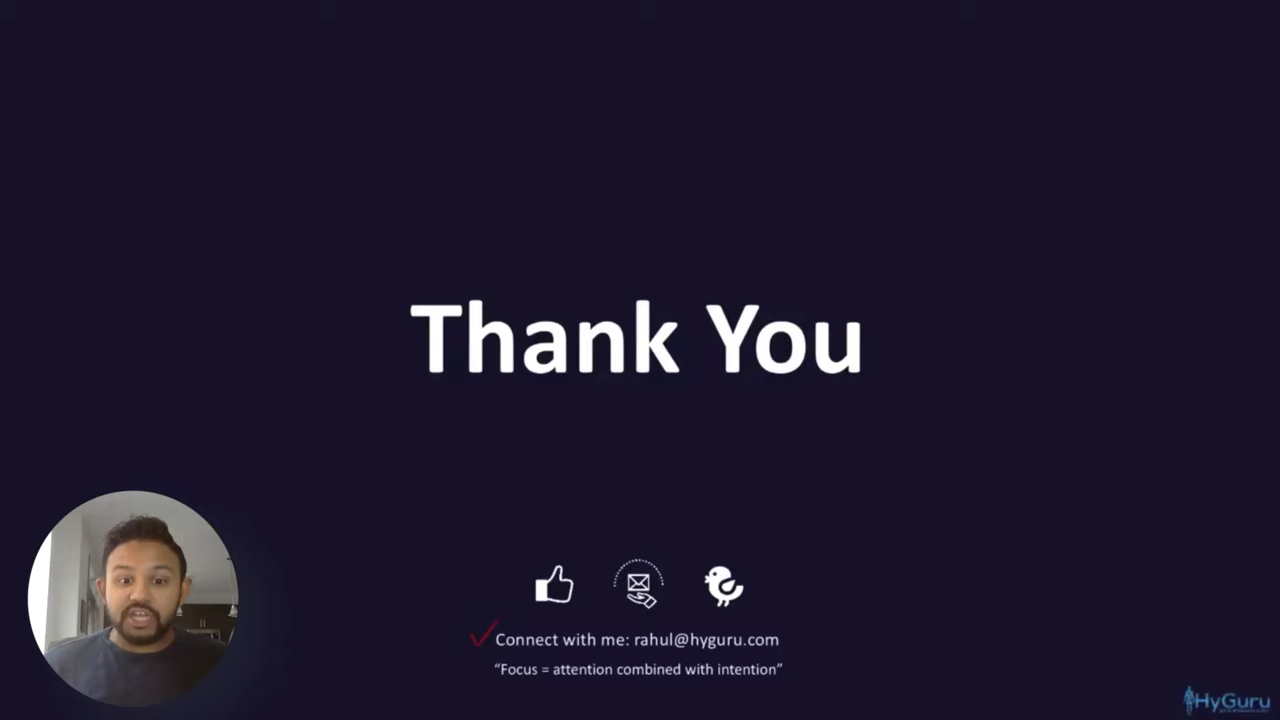 Thank You
Connect with me: rahul@hyguru.com
“Focus = attention combined with intention”
HyGuru